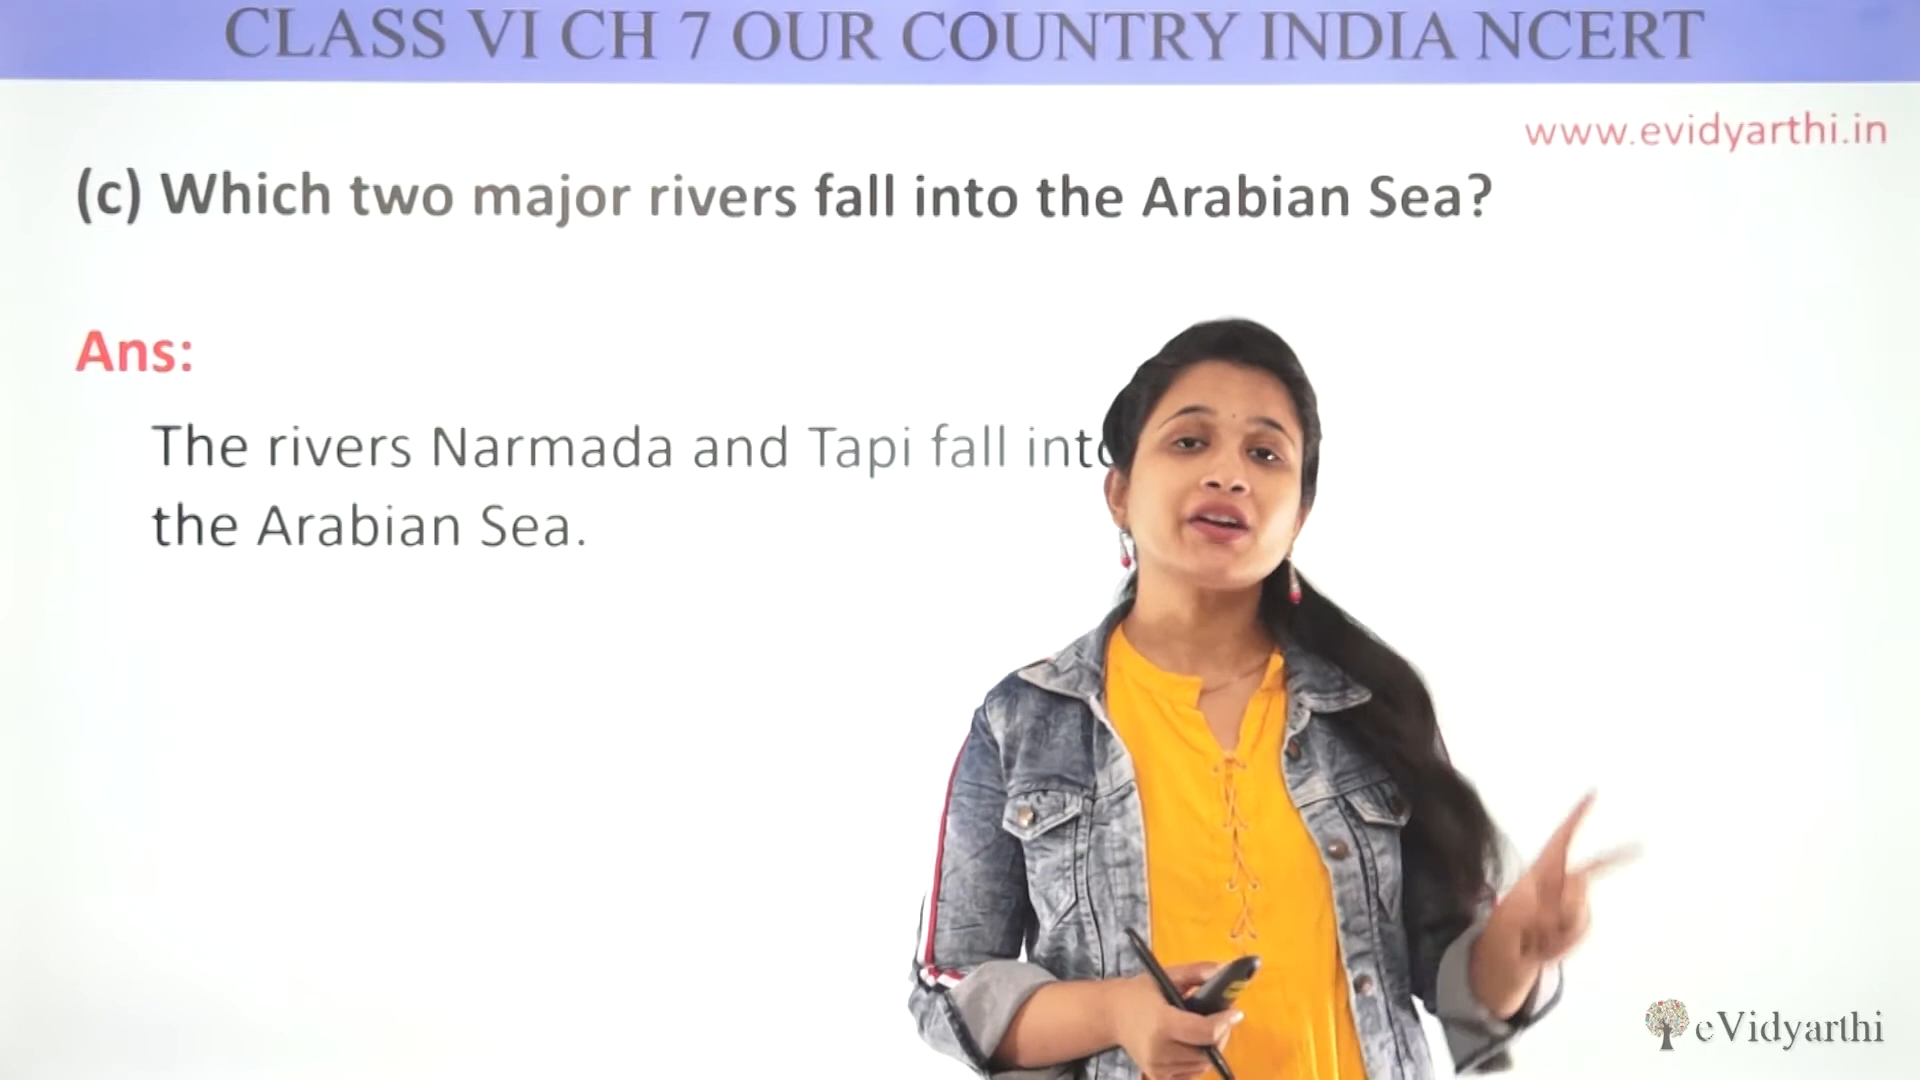 CLASS VI CH 7 OUR COUNTRY INDIA NCERT
www.evidyarthi.in
(c) Which two major rivers fall into the Arabian Sea?
Ans:
The rivers Narmada and Tapi fall into
the Arabian Sea.
eVidyarthi